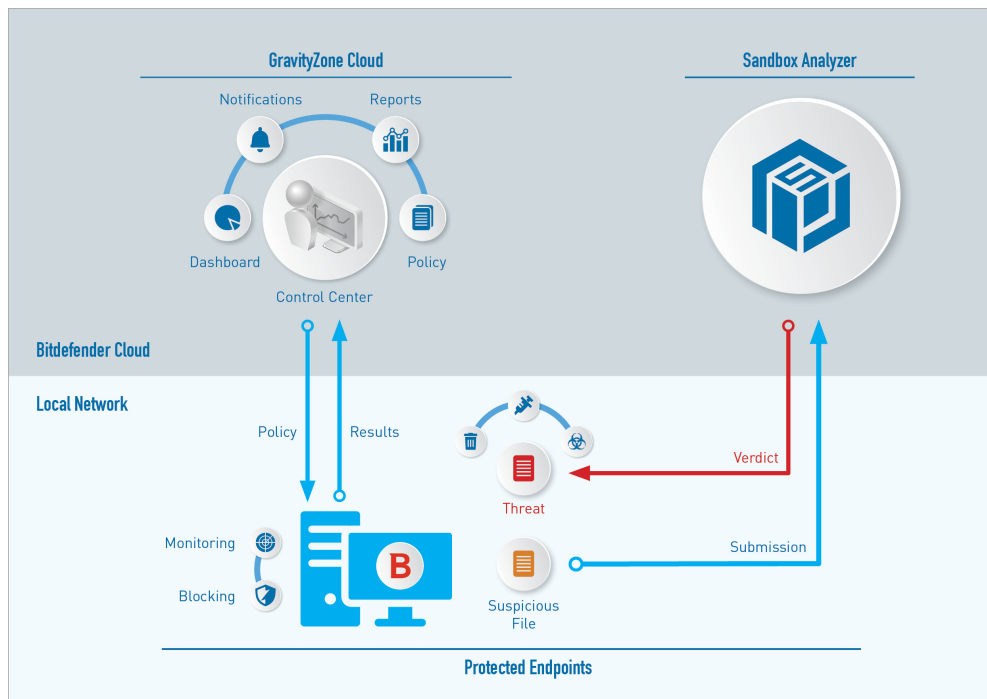 GravityZone Cloud
Sandbox Analyzer
Notifications
Reports
Dashboard
Policy
Control Center
Bitdefender Cloud
Local Network
Policy
Results
Verdict
Threat
Monitoring
B
Submission
Blocking
Suspicious
File
Protected Endpoints